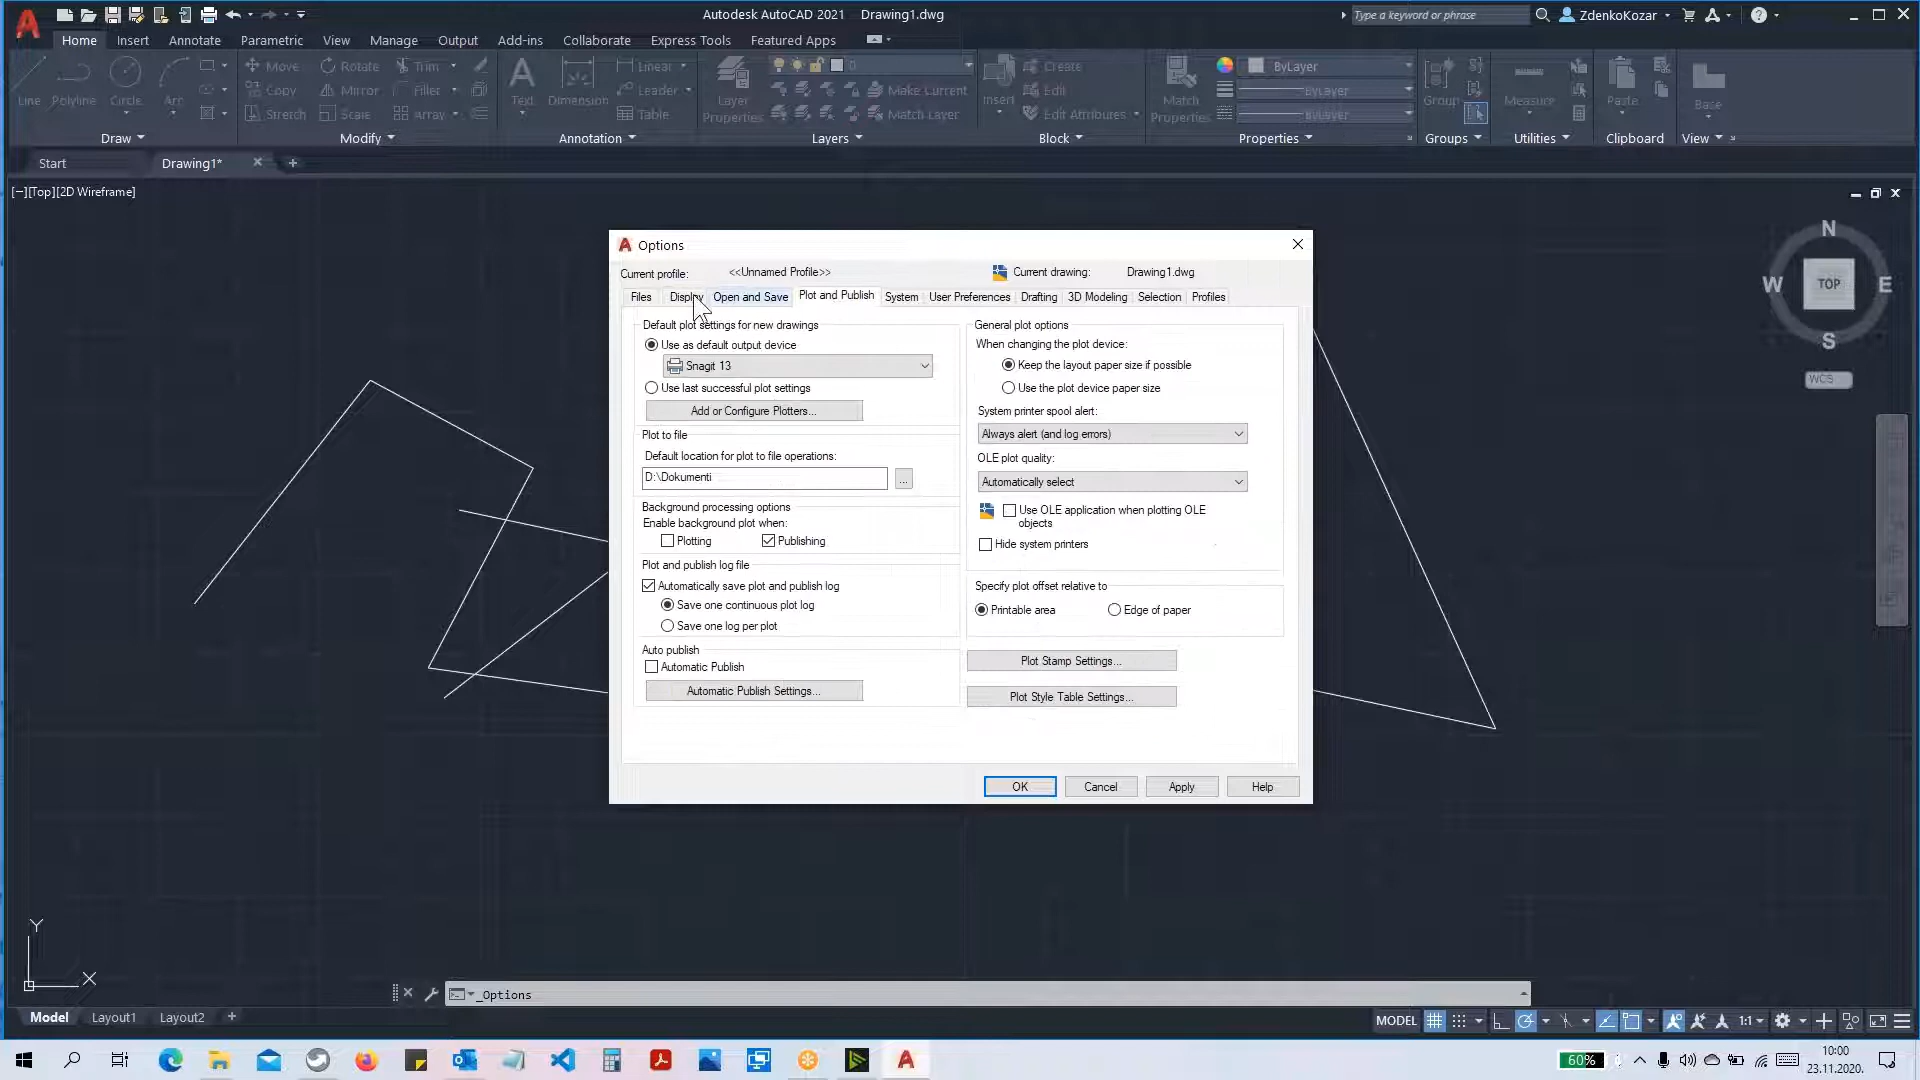 Autodesk AutoCAD 2021 Drawing1.dwg
Type a keyword or phrase
ZdenkoKozar
Home Insert Annotate Parametric View Manage Output Add-ins Collaborate Express Tools Featured Apps
Line Polyline Circle Arc
Move Rotate Trim
Copy Mirror Fillet
Stretch Scale Array
Text Dimension
Linear
Leader
Table
Layer Properties
0
Make Current
Match Layer
Insert
Create
Edit
Edit Attributes
Match Properties
ByLayer
ByLayer
ByLayer
Group
Measure
Paste
Base
Draw Modify Annotation Layers Block Properties Groups Utilities Clipboard View
Start Drawing1*
[−][Top][2D Wireframe]
N
W TOP E
S
WCS
Options
Current profile: <<Unnamed Profile>> Current drawing: Drawing1.dwg
Files Display Open and Save Plot and Publish System User Preferences Drafting 3D Modeling Selection Profiles
Default plot settings for new drawings
Use as default output device
Snagit 13
Use last successful plot settings
Add or Configure Plotters...
Plot to file
Default location for plot to file operations:
D:\Dokumenti
...
Background processing options
Enable background plot when:
Plotting Publishing
Plot and publish log file
Automatically save plot and publish log
Save one continuous plot log
Save one log per plot
Auto publish
Automatic Publish
Automatic Publish Settings...
General plot options
When changing the plot device:
Keep the layout paper size if possible
Use the plot device paper size
System printer spool alert:
Always alert (and log errors)
OLE plot quality:
Automatically select
Use OLE application when plotting OLE
objects
Hide system printers
Specify plot offset relative to
Printable area Edge of paper
Plot Stamp Settings...
Plot Style Table Settings...
OK Cancel Apply Help
Y
X
_Options
Model Layout1 Layout2 +
MODEL 1:1
60%
10:00
23.11.2020.